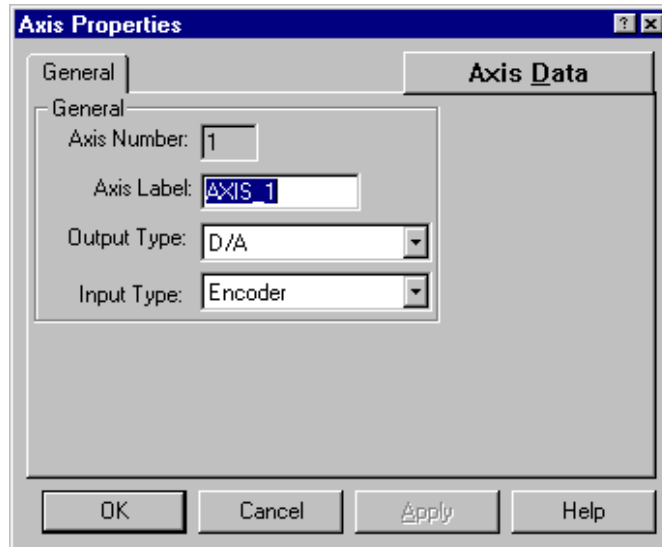 Axis Properties
General
Axis Data
General
Axis Number: 1
Axis Label: AXIS_1
Output Type: D/A
Input Type: Encoder
OK Cancel Apply Help